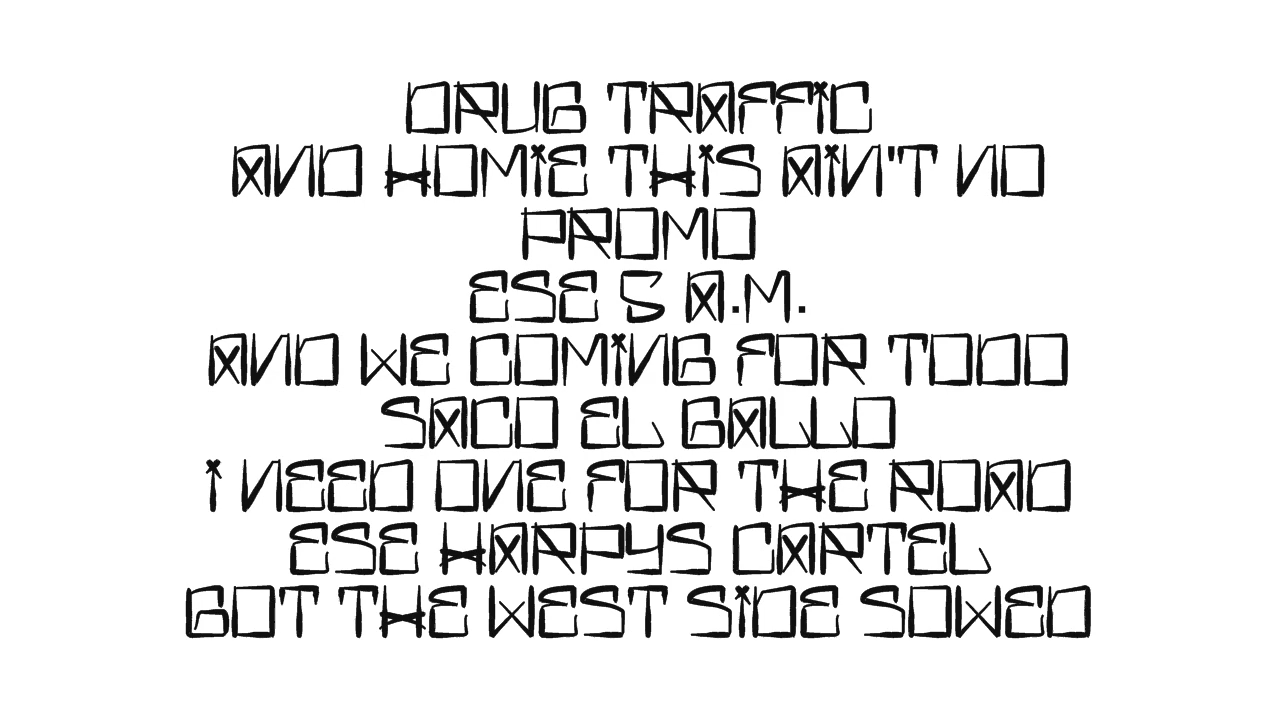 DRUG TRAFFIC
AND HOMIE THIS AIN'T NO
PROMO
ESE 5 A.M.
AND WE COMING FOR TODO
SACO EL GALLO
I NEED ONE FOR THE ROAD
ESE HARPYS CARTEL
GOT THE WEST SIDE SOWED